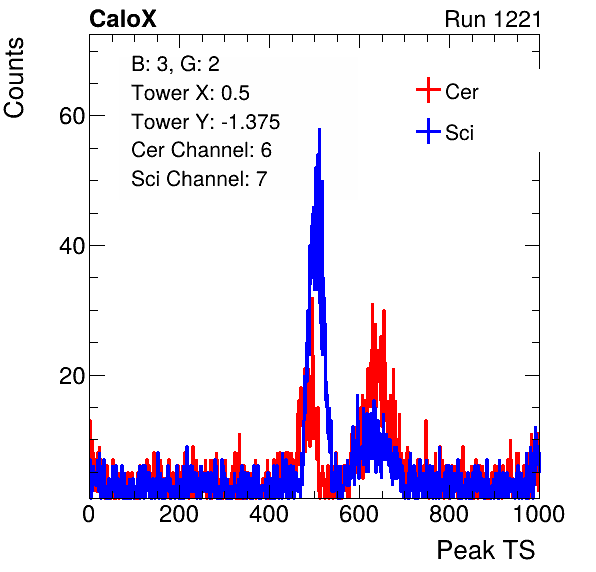 CaloX Run 1221
Counts
B: 3, G: 2
Tower X: 0.5
Tower Y: -1.375
Cer Channel: 6
Sci Channel: 7
Cer
Sci
60
40
20
0 200 400 600 800 1000
Peak TS